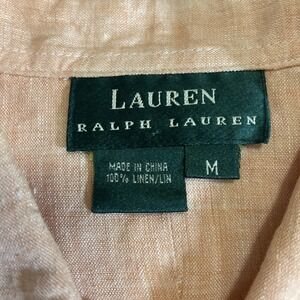 LAUREN
RALPH LAUREN
MADE IN CHINA
100% LINEN/LIN
M